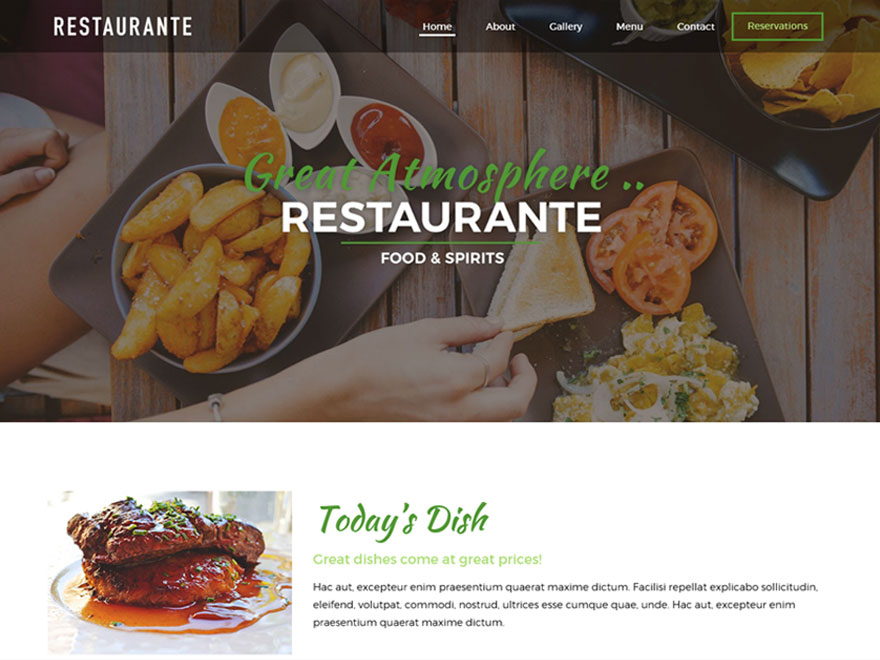 RESTAURANTE
Home About Gallery Menu Contact Reservations
Great Atmosphere ..
RESTAURANTE
FOOD & SPIRITS
Today's Dish
Great dishes come at great prices!
Hac aut, excepteur enim praesentium quaerat maxime dictum. Facilisi repellat explicabo sollicitudin,
eleifend, volutpat, commodi, nostrud, ultrices esse cumque quae, unde. Hac aut, excepteur enim
praesentium quaerat maxime dictum.